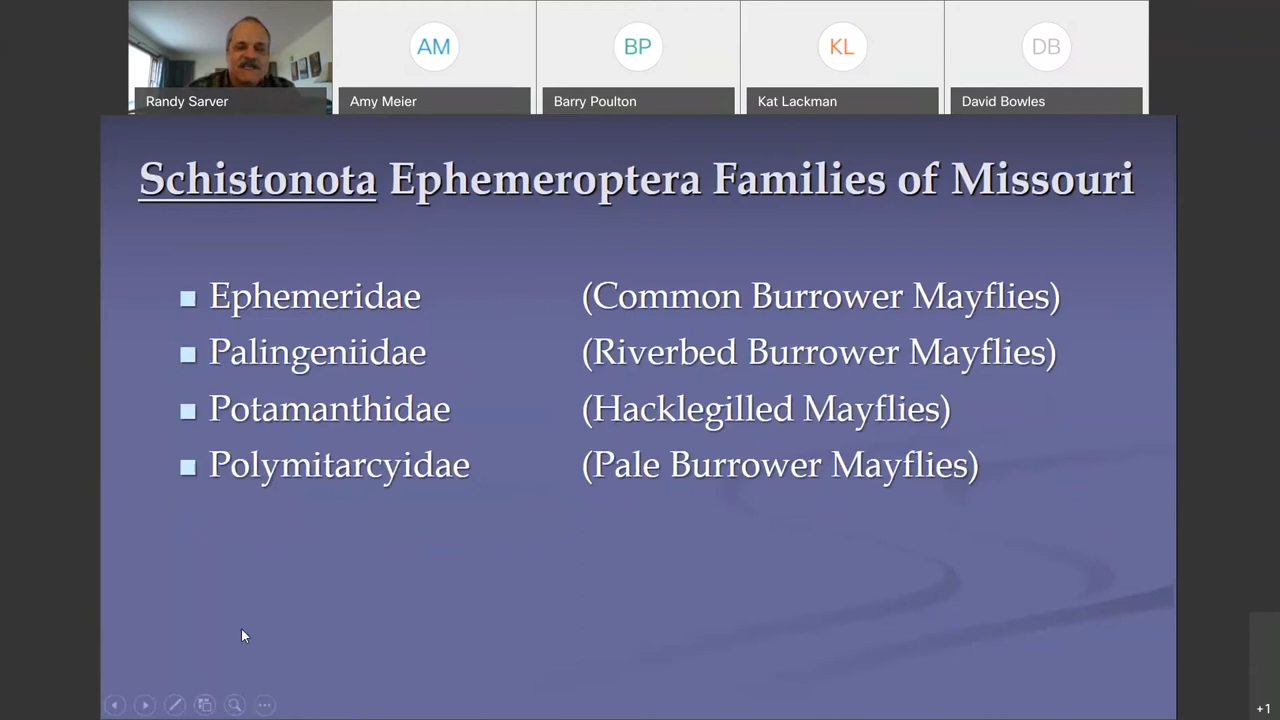 AM
BP
KL
DB
Randy Sarver
Amy Meier
Barry Poulton
Kat Lackman
David Bowles
Schistonota Ephemeroptera Families of Missouri
Ephemeridae (Common Burrower Mayflies)
Palingeniidae (Riverbed Burrower Mayflies)
Potamanthidae (Hacklegilled Mayflies)
Polymitarcyidae (Pale Burrower Mayflies)
+1